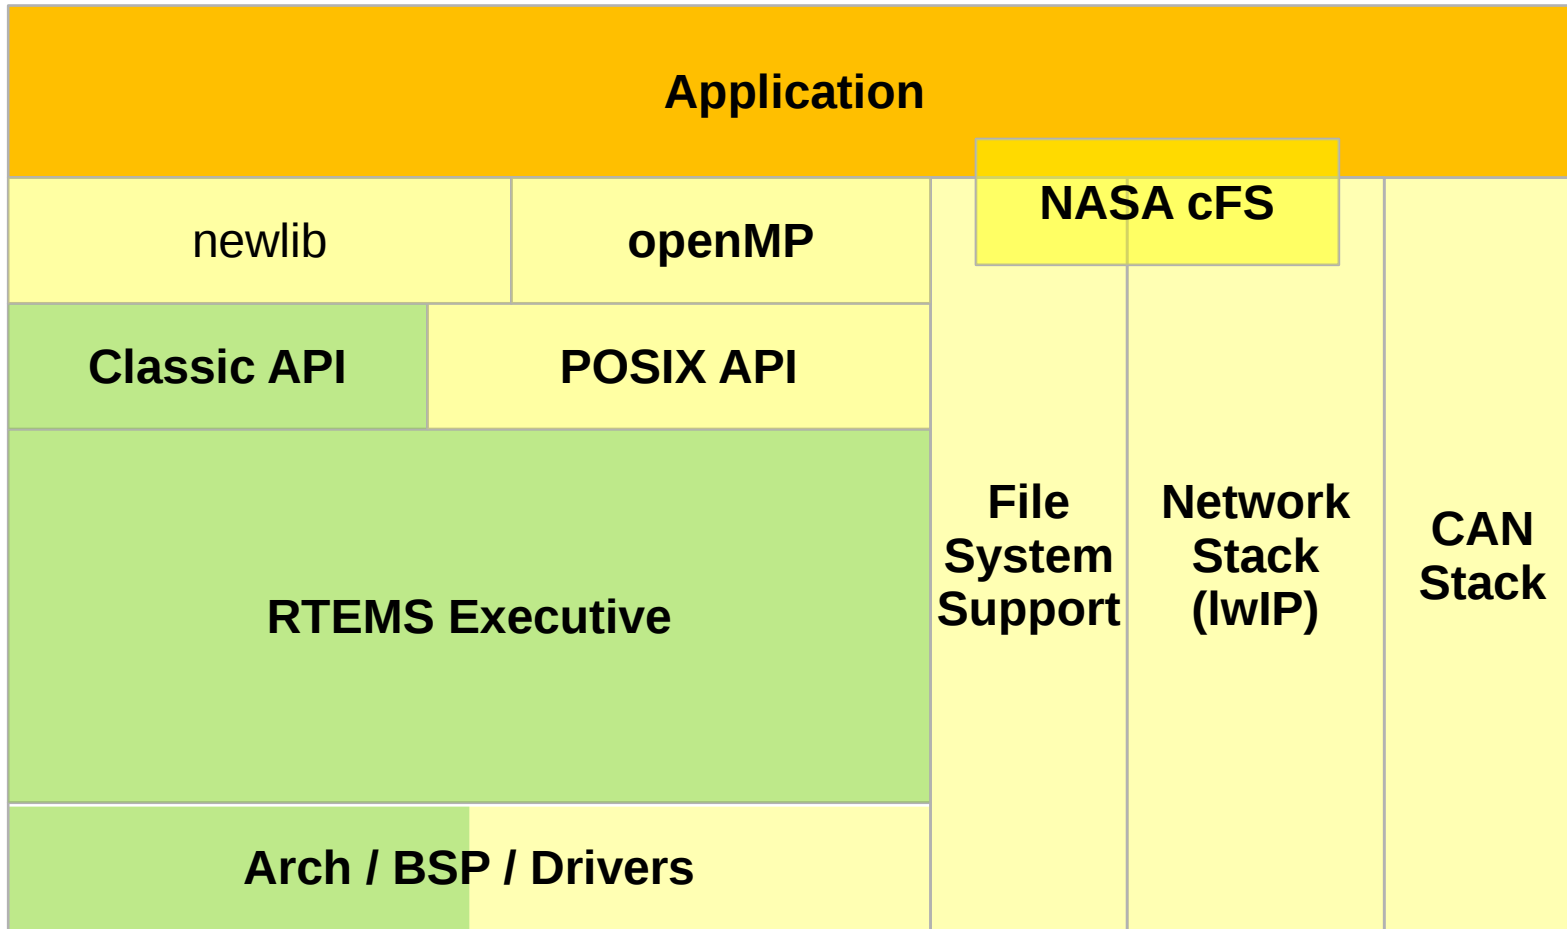 Application
NASA cFS
newlib
openMP
Classic API
POSIX API
RTEMS Executive
File
System
Support
Network
Stack
(lwIP)
CAN
Stack
Arch / BSP / Drivers